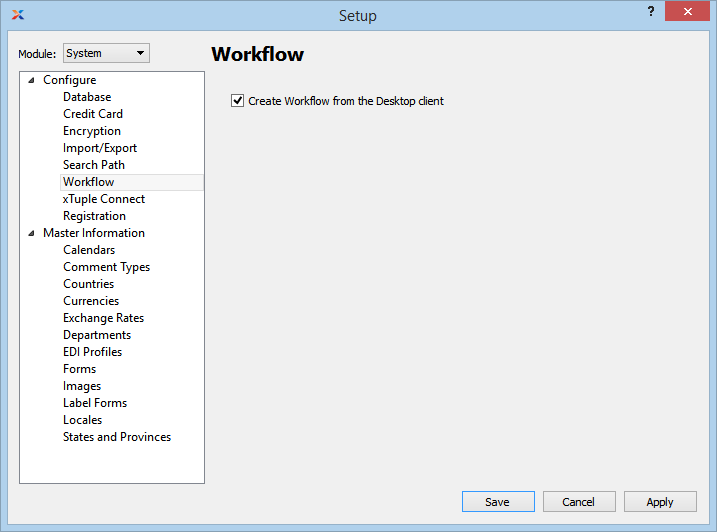 Setup
?
Module: System
Workflow
Configure
Database
Credit Card
Encryption
Import/Export
Search Path
Workflow
xTuple Connect
Registration
Master Information
Calendars
Comment Types
Countries
Currencies
Exchange Rates
Departments
EDI Profiles
Forms
Images
Label Forms
Locales
States and Provinces
Create Workflow from the Desktop client
Save Cancel Apply